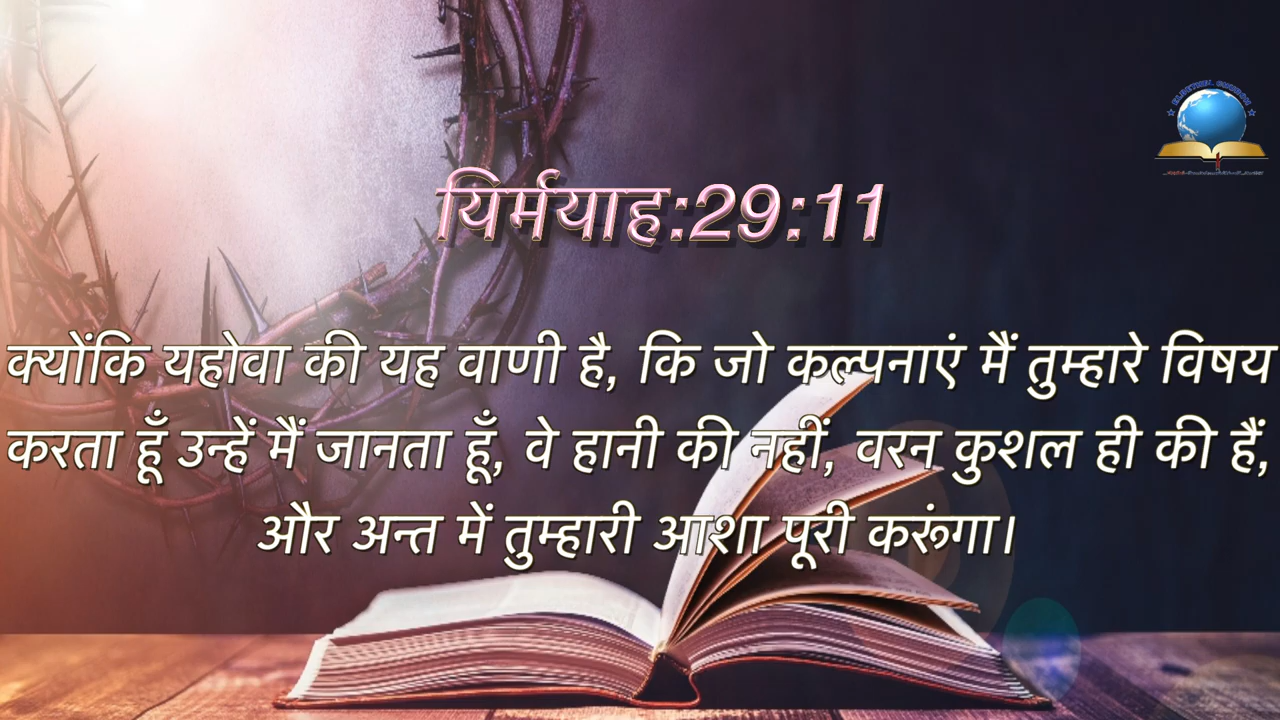 यिर्मयाह:29:11
क्योंकि यहोवा की यह वाणी है, कि जो कल्पनाएं मैं तुम्हारे विषय
करता हूँ उन्हें मैं जानता हूँ, वे हानी की नहीं, वरन कुशल ही की हैं,
और अन्त में तुम्हारी आशा पूरी करूंगा।